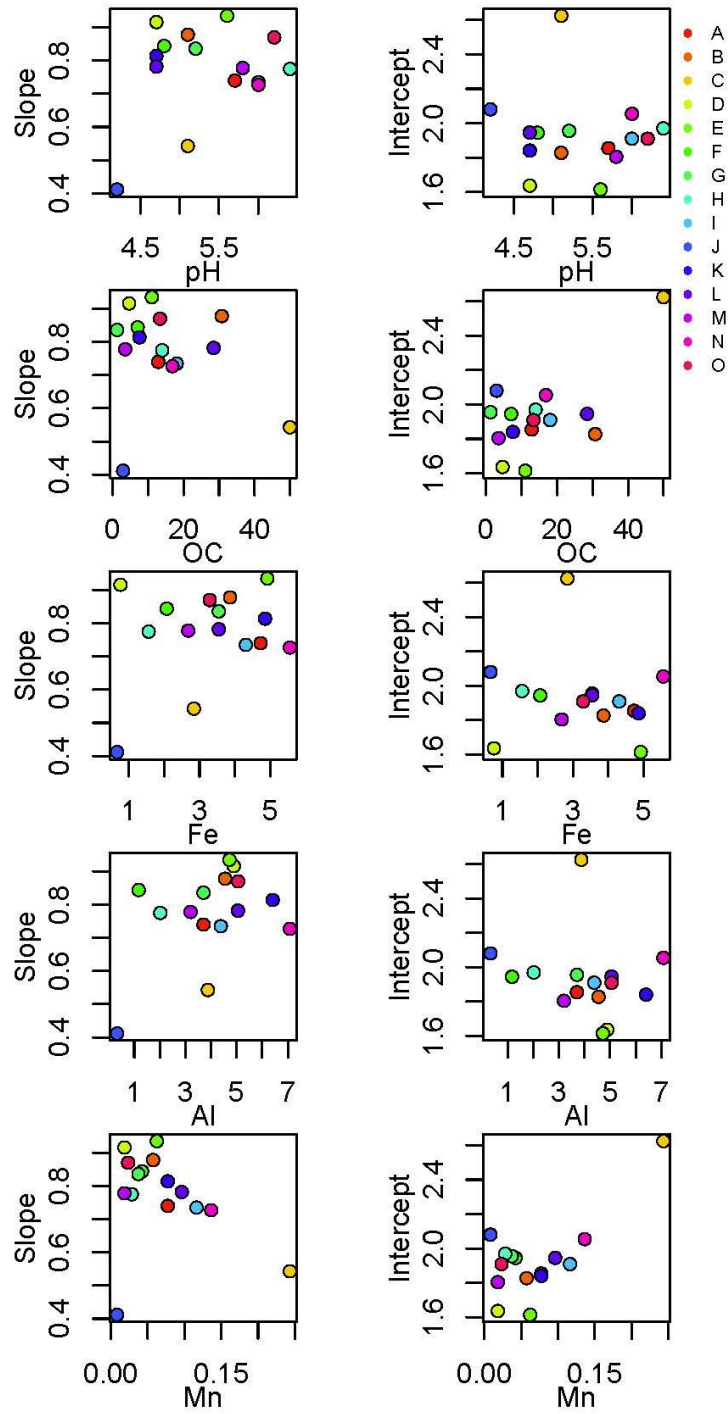 Slope
0.4 0.6 0.8
4.5 5.5
pH
Intercept
1.6 2.0 2.4
4.5 5.5
pH
A
B
C
D
E
F
G
H
I
J
K
L
M
N
O
Slope
0.4 0.6 0.8
0 20 40
OC
Intercept
1.6 2.0 2.4
0 20 40
OC
Slope
0.4 0.6 0.8
1 3 5
Fe
Intercept
1.6 2.0 2.4
1 3 5
Fe
Slope
0.4 0.6 0.8
1 3 5 7
Al
Intercept
1.6 2.0 2.4
1 3 5 7
Al
Slope
0.4 0.6 0.8
0.00 0.15
Mn
Intercept
1.6 2.0 2.4
0.00 0.15
Mn